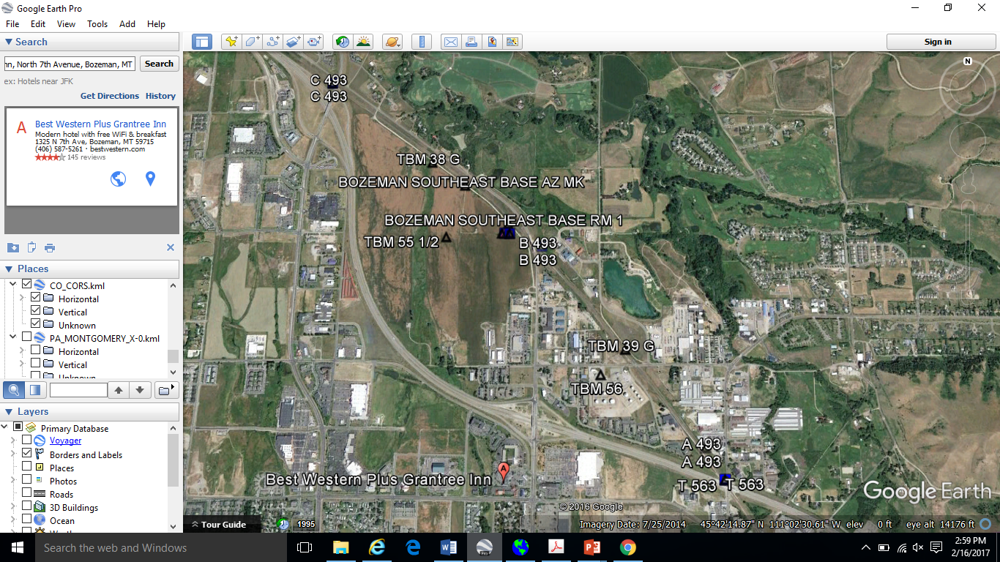 Google Earth Pro
File Edit View Tools Add Help
Search
nn, North 7th Avenue, Bozeman, MT
Search
ex: Hotels near JFK
Get Directions History
A
Best Western Plus Grantree Inn
Modern hotel with free WiFi & breakfast
1325 N 7th Ave, Bozeman, MT 59715
(406) 587-5261 · bestwestern.com
145 reviews
Places
CO_CORS.kml
Horizontal
Vertical
Unknown
PA_MONTGOMERY_X-0.kml
Horizontal
Vertical
Unknown
Layers
Primary Database
Voyager
Borders and Labels
Places
Photos
Roads
3D Buildings
Ocean
Sign in
N
C 493
C 493
TBM 38 G
BOZEMAN SOUTHEAST BASE AZ MK
BOZEMAN SOUTHEAST BASE RM 1
TBM 55 1/2
B 493
B 493
TBM 39 G
TBM 56
A 493
A 493
T 563 T 563
A
Best Western Plus Grantree Inn
Google Earth
© 2016 Google
Tour Guide
1995
Imagery Date: 7/25/2014 45°42'14.87" N 111°02'30.61" W elev 0 ft eye alt 14176 ft
Search the web and Windows
2:59 PM
2/16/2017